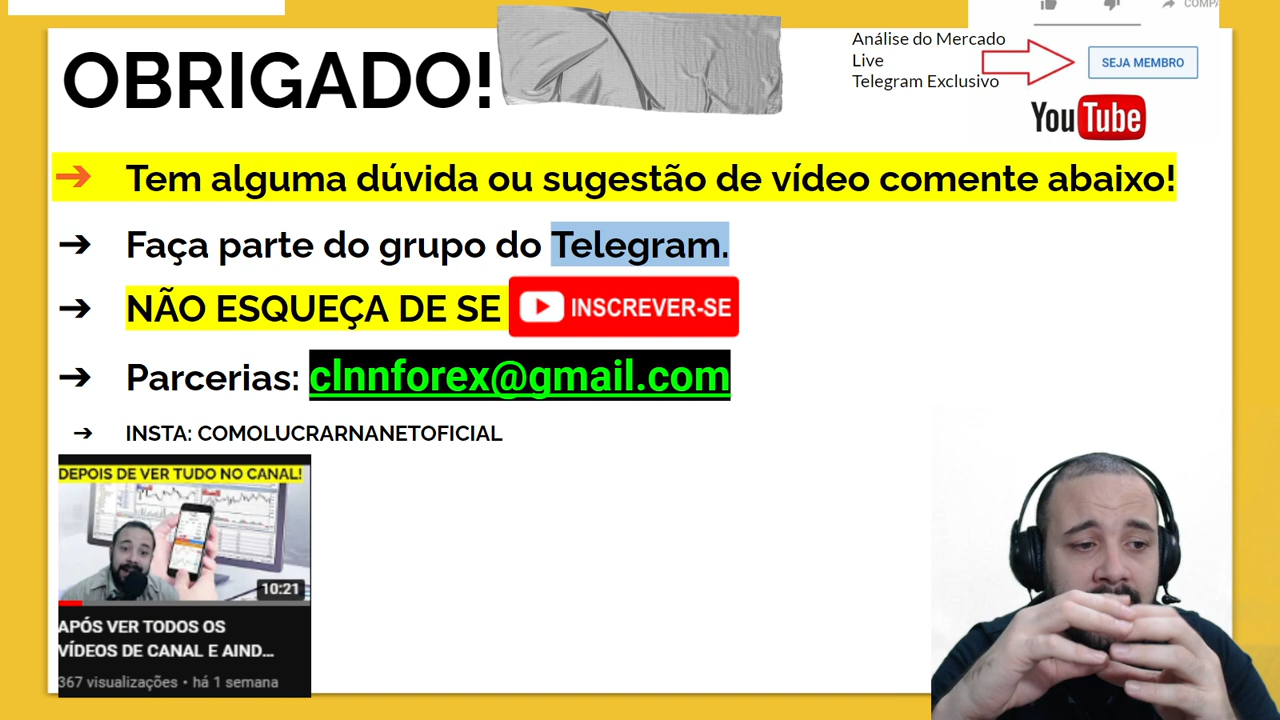 COMPA
OBRIGADO!
Análise do Mercado
Live
Telegram Exclusivo
SEJA MEMBRO
YouTube
➔ Tem alguma dúvida ou sugestão de vídeo comente abaixo!
➔ Faça parte do grupo do Telegram.
➔ NÃO ESQUEÇA DE SE INSCREVER-SE
➔ Parcerias: clnnforex@gmail.com
➔ INSTA: COMOLUCRARNANETOFICIAL
DEPOIS DE VER TUDO NO CANAL!
10:21
APÓS VER TODOS OS
VÍDEOS DE CANAL E AIND...
367 visualizações • há 1 semana